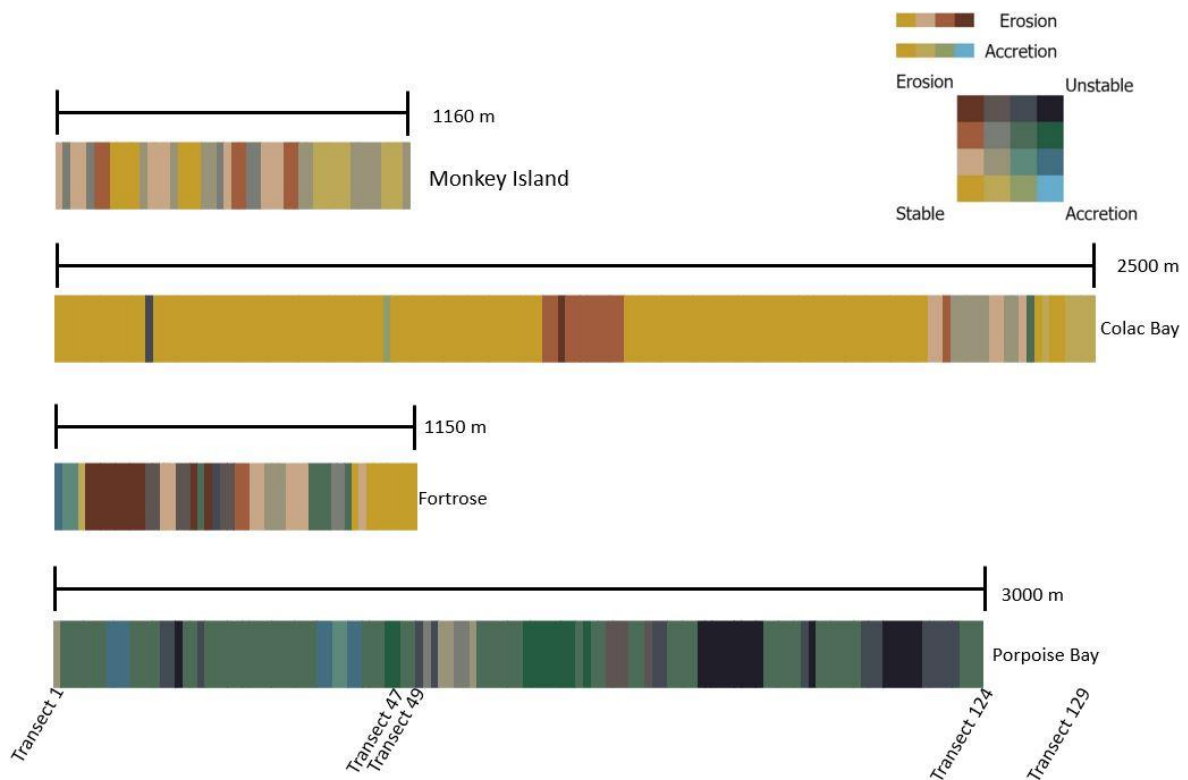 Erosion
Accretion
Erosion
Unstable
Stable
Accretion
1160 m
Monkey Island
2500 m
Colac Bay
1150 m
Fortrose
3000 m
Porpoise Bay
Transect 1
Transect 47
Transect 49
Transect 124
Transect 129